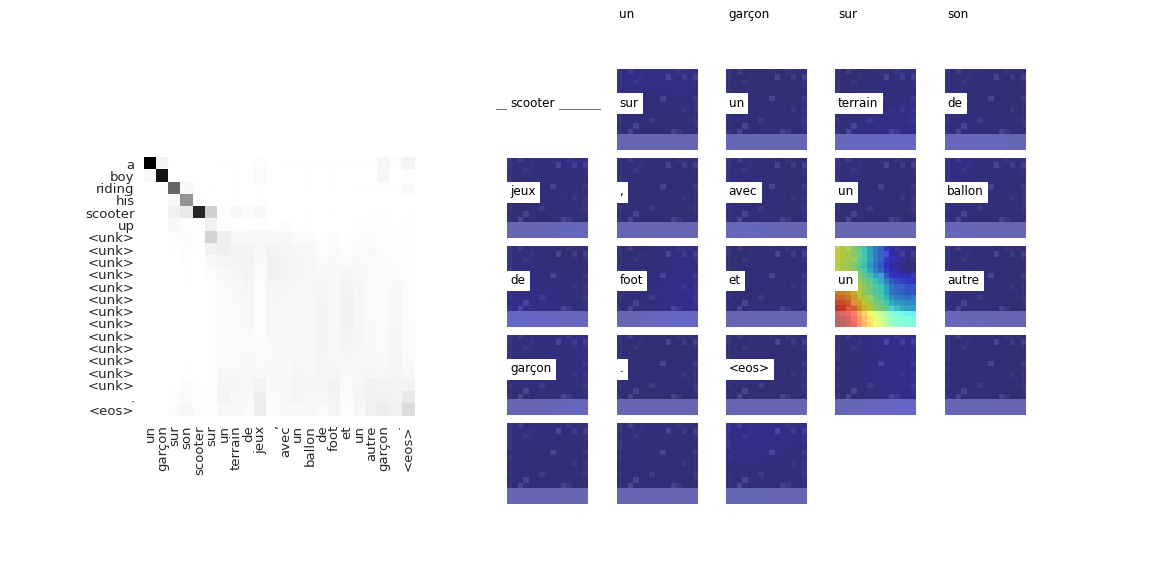 un garçon sur son
scooter sur un terrain de
jeux , avec un ballon
de foot et un autre
garçon . <eos>
a
boy
riding
his
scooter
up
<unk>
<unk>
<unk>
<unk>
<unk>
<unk>
<unk>
<unk>
<unk>
<unk>
<unk>
<unk>
<unk>
.
<eos>
un garçon sur son scooter sur un terrain de jeux , avec un ballon de foot et un autre garçon . <eos>